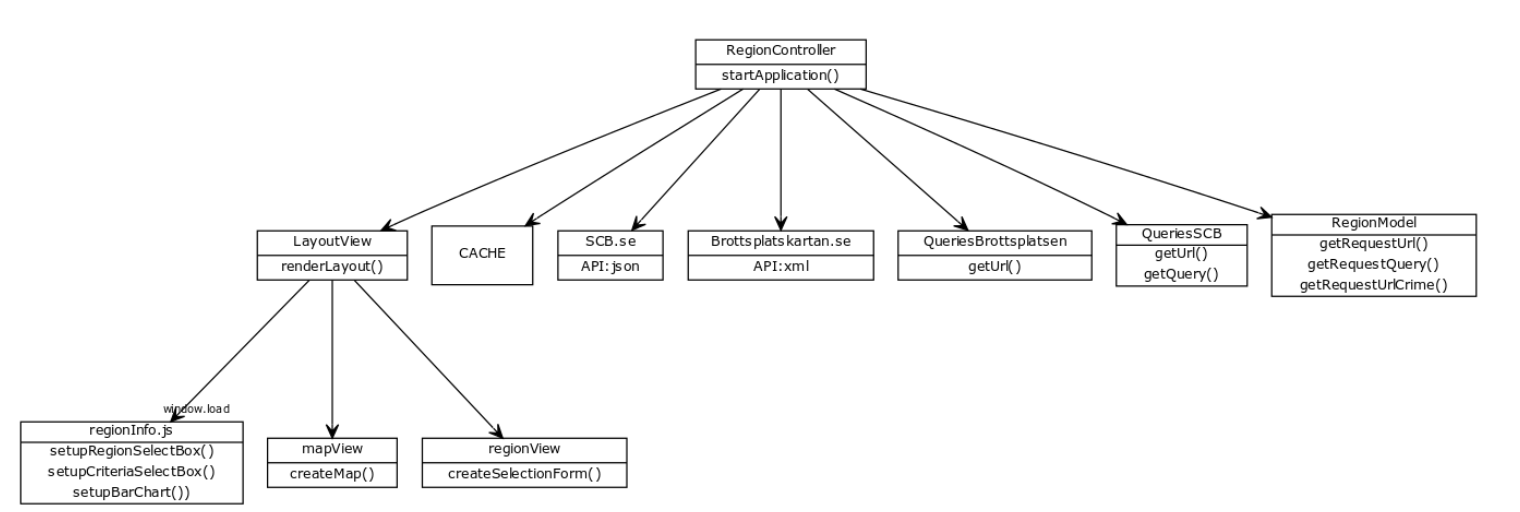 RegionController
startApplication()
LayoutView
renderLayout()
CACHE
SCB.se
API:json
Brottsplatskartan.se
API:xml
QueriesBrottsplatsen
getUrl()
QueriesSCB
getUrl()
getQuery()
RegionModel
getRequestUrl()
getRequestQuery()
getRequestUrlCrime()
window.load
regionInfo.js
setupRegionSelectBox()
setupCriteriaSelectBox()
setupBarChart())
mapView
createMap()
regionView
createSelectionForm()